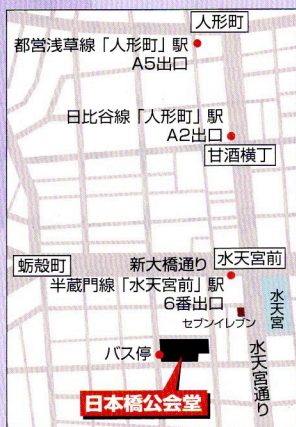 人形町
都営浅草線「人形町」駅
A5出口
日比谷線「人形町」駅
A2出口
甘酒横丁
蛎殻町
新大橋通り
水天宮前
半蔵門線「水天宮前」駅
6番出口
セブンイレブン
水天宮
バス停
水天宮通り
日本橋公会堂